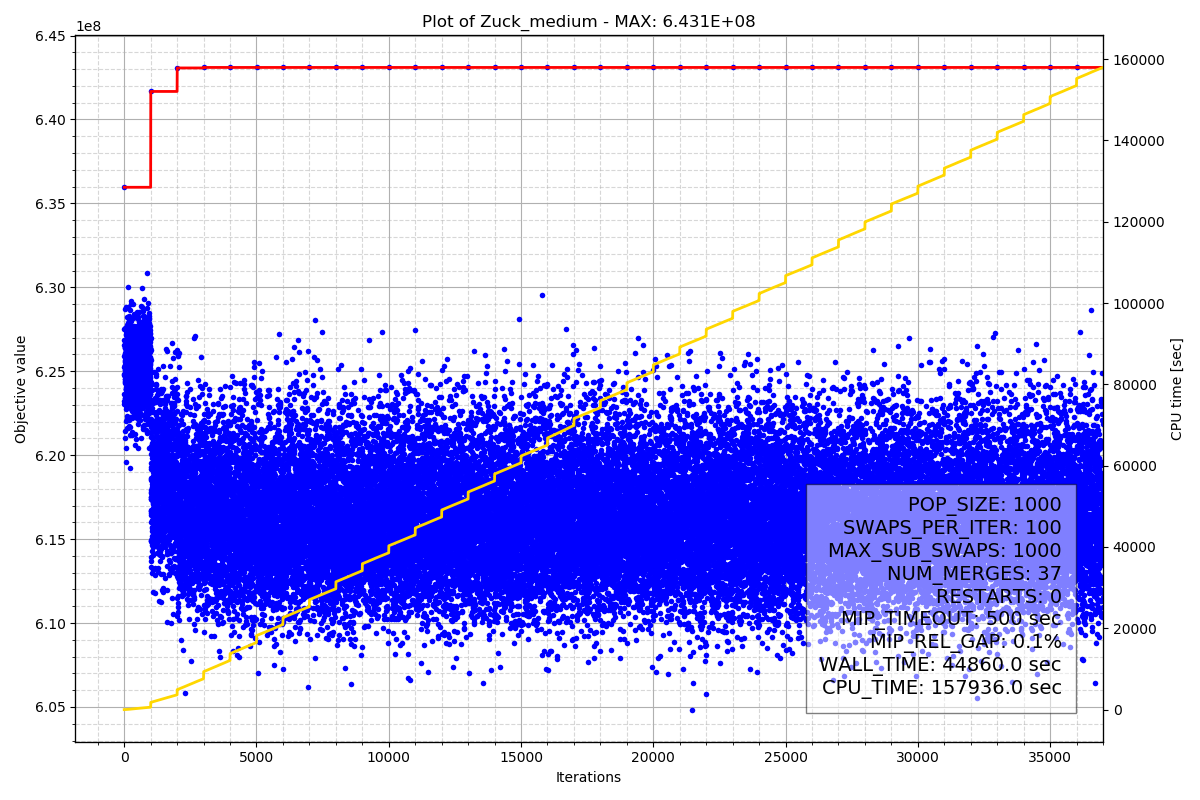 Plot of Zuck_medium - MAX: 6.431E+08
1e8
6.45
6.40
6.35
6.30
6.25
6.20
6.15
6.10
6.05
Objective value
160000
140000
120000
100000
80000
60000
40000
20000
0
CPU time [sec]
POP_SIZE: 1000
SWAPS_PER_ITER: 100
MAX_SUB_SWAPS: 1000
NUM_MERGES: 37
RESTARTS: 0
MIP_TIMEOUT: 500 sec
MIP_REL_GAP: 0.1%
WALL_TIME: 44860.0 sec
CPU_TIME: 157936.0 sec
0 5000 10000 15000 20000 25000 30000 35000
Iterations